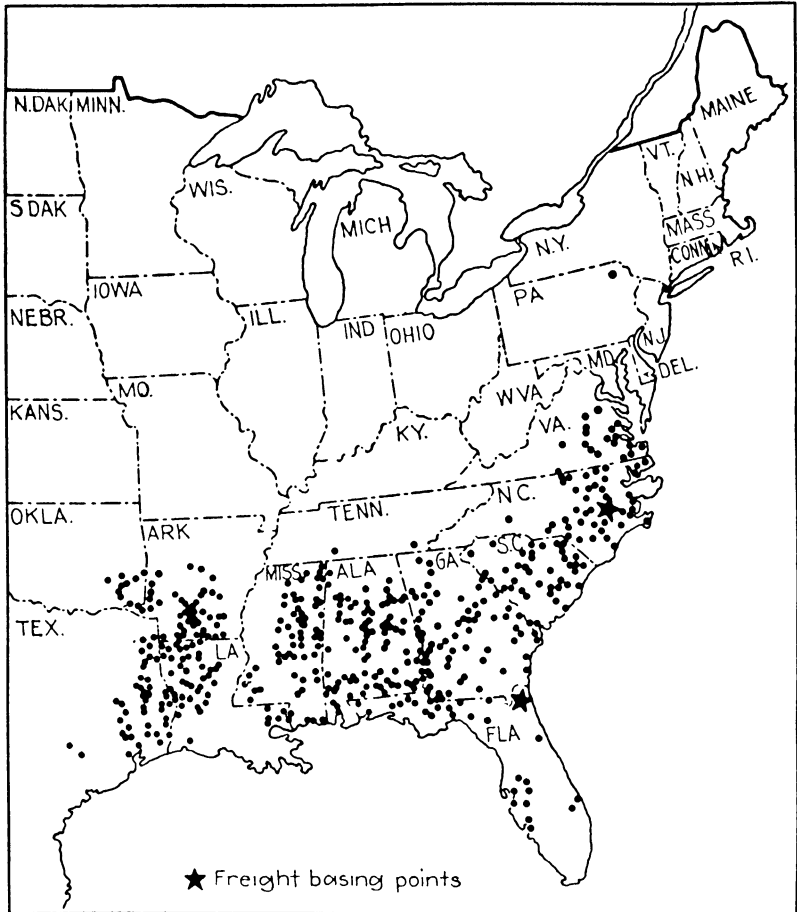 N.DAK
MINN.
MAINE
VT.
N.H.
WIS.
S DAK
MICH
MASS
CONN.
R.I.
N.Y.
IOWA
PA
NEBR.
ILL.
IND
OHIO
N.J.
MD.
DEL.
MO.
W VA
KANS.
KY.
VA.
N C.
OKLA.
TENN.
ARK
S.C.
MISS
ALA
GA
TEX.
LA
FLA
★ Freight basing points